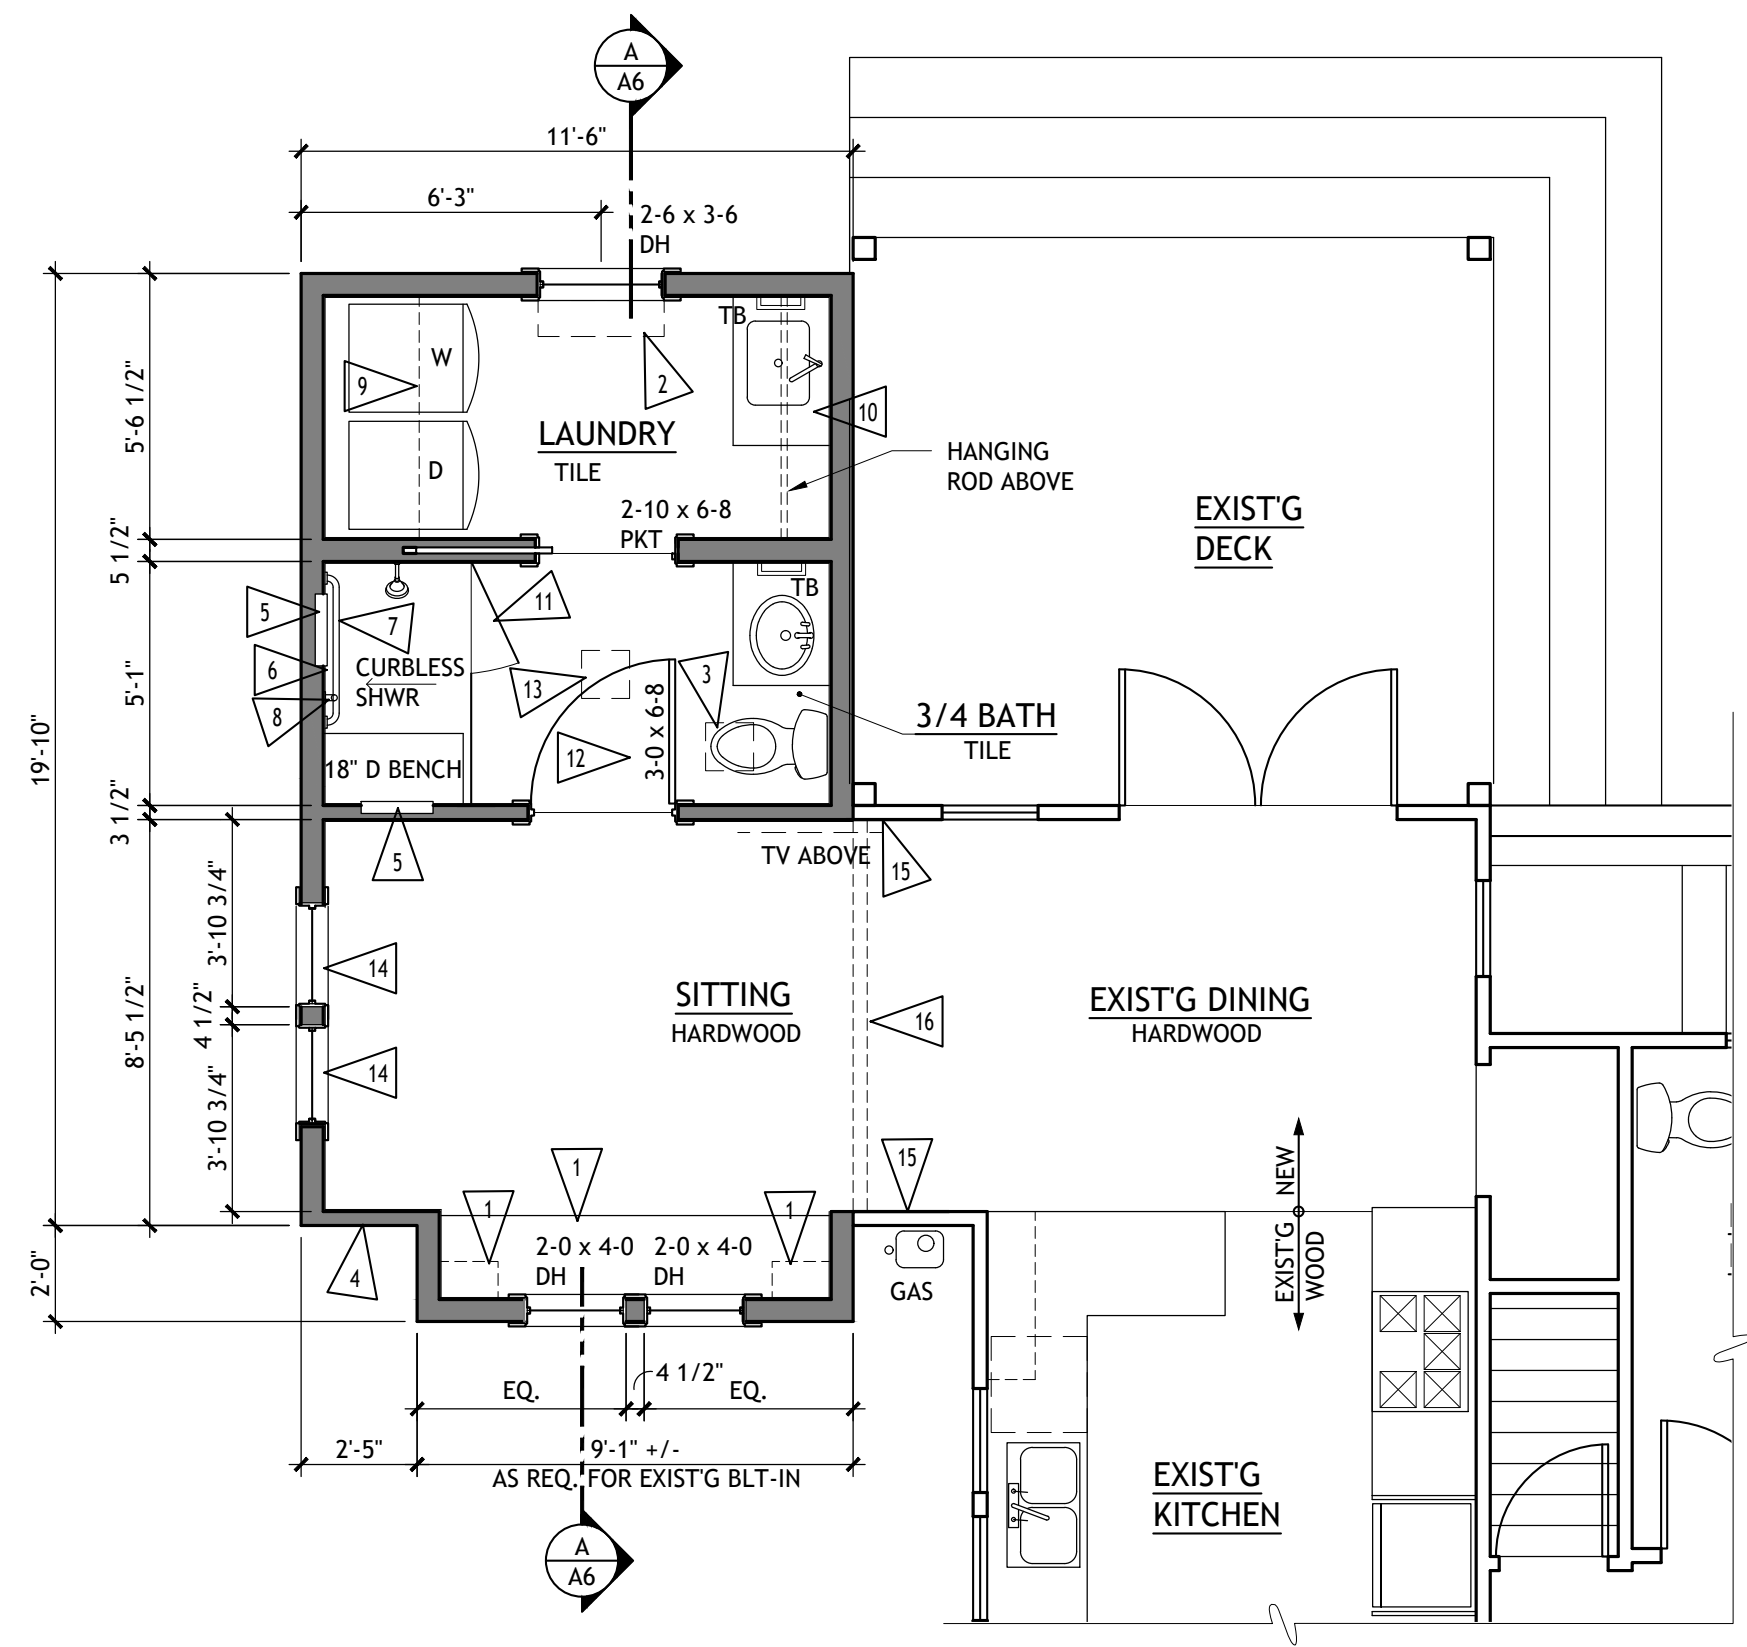 A
A6
11'-6"
6'-3"
2-6 x 3-6
DH
TB
W
9
2
10
5'-6 1/2"
LAUNDRY
TILE
D
HANGING
ROD ABOVE
2-10 x 6-8
PKT
EXIST'G
DECK
5 1/2"
TB
5
11
7
6
CURBLESS
SHWR
8
13
3
5'-1"
3-0 x 6-8
3/4 BATH
TILE
12
19'-10"
18" D BENCH
3 1/2"
5
TV ABOVE
15
3'-10 3/4"
14
SITTING
HARDWOOD
16
EXIST'G DINING
HARDWOOD
4 1/2"
8'-5 1/2"
14
3'-10 3/4"
1
1
1
15
NEW
EXIST'G
WOOD
2-0 x 4-0
DH
2-0 x 4-0
DH
4
2'-0"
GAS
4 1/2"
EQ.
EQ.
2'-5"
9'-1" +/-
AS REQ. FOR EXIST'G BLT-IN
EXIST'G
KITCHEN
A
A6